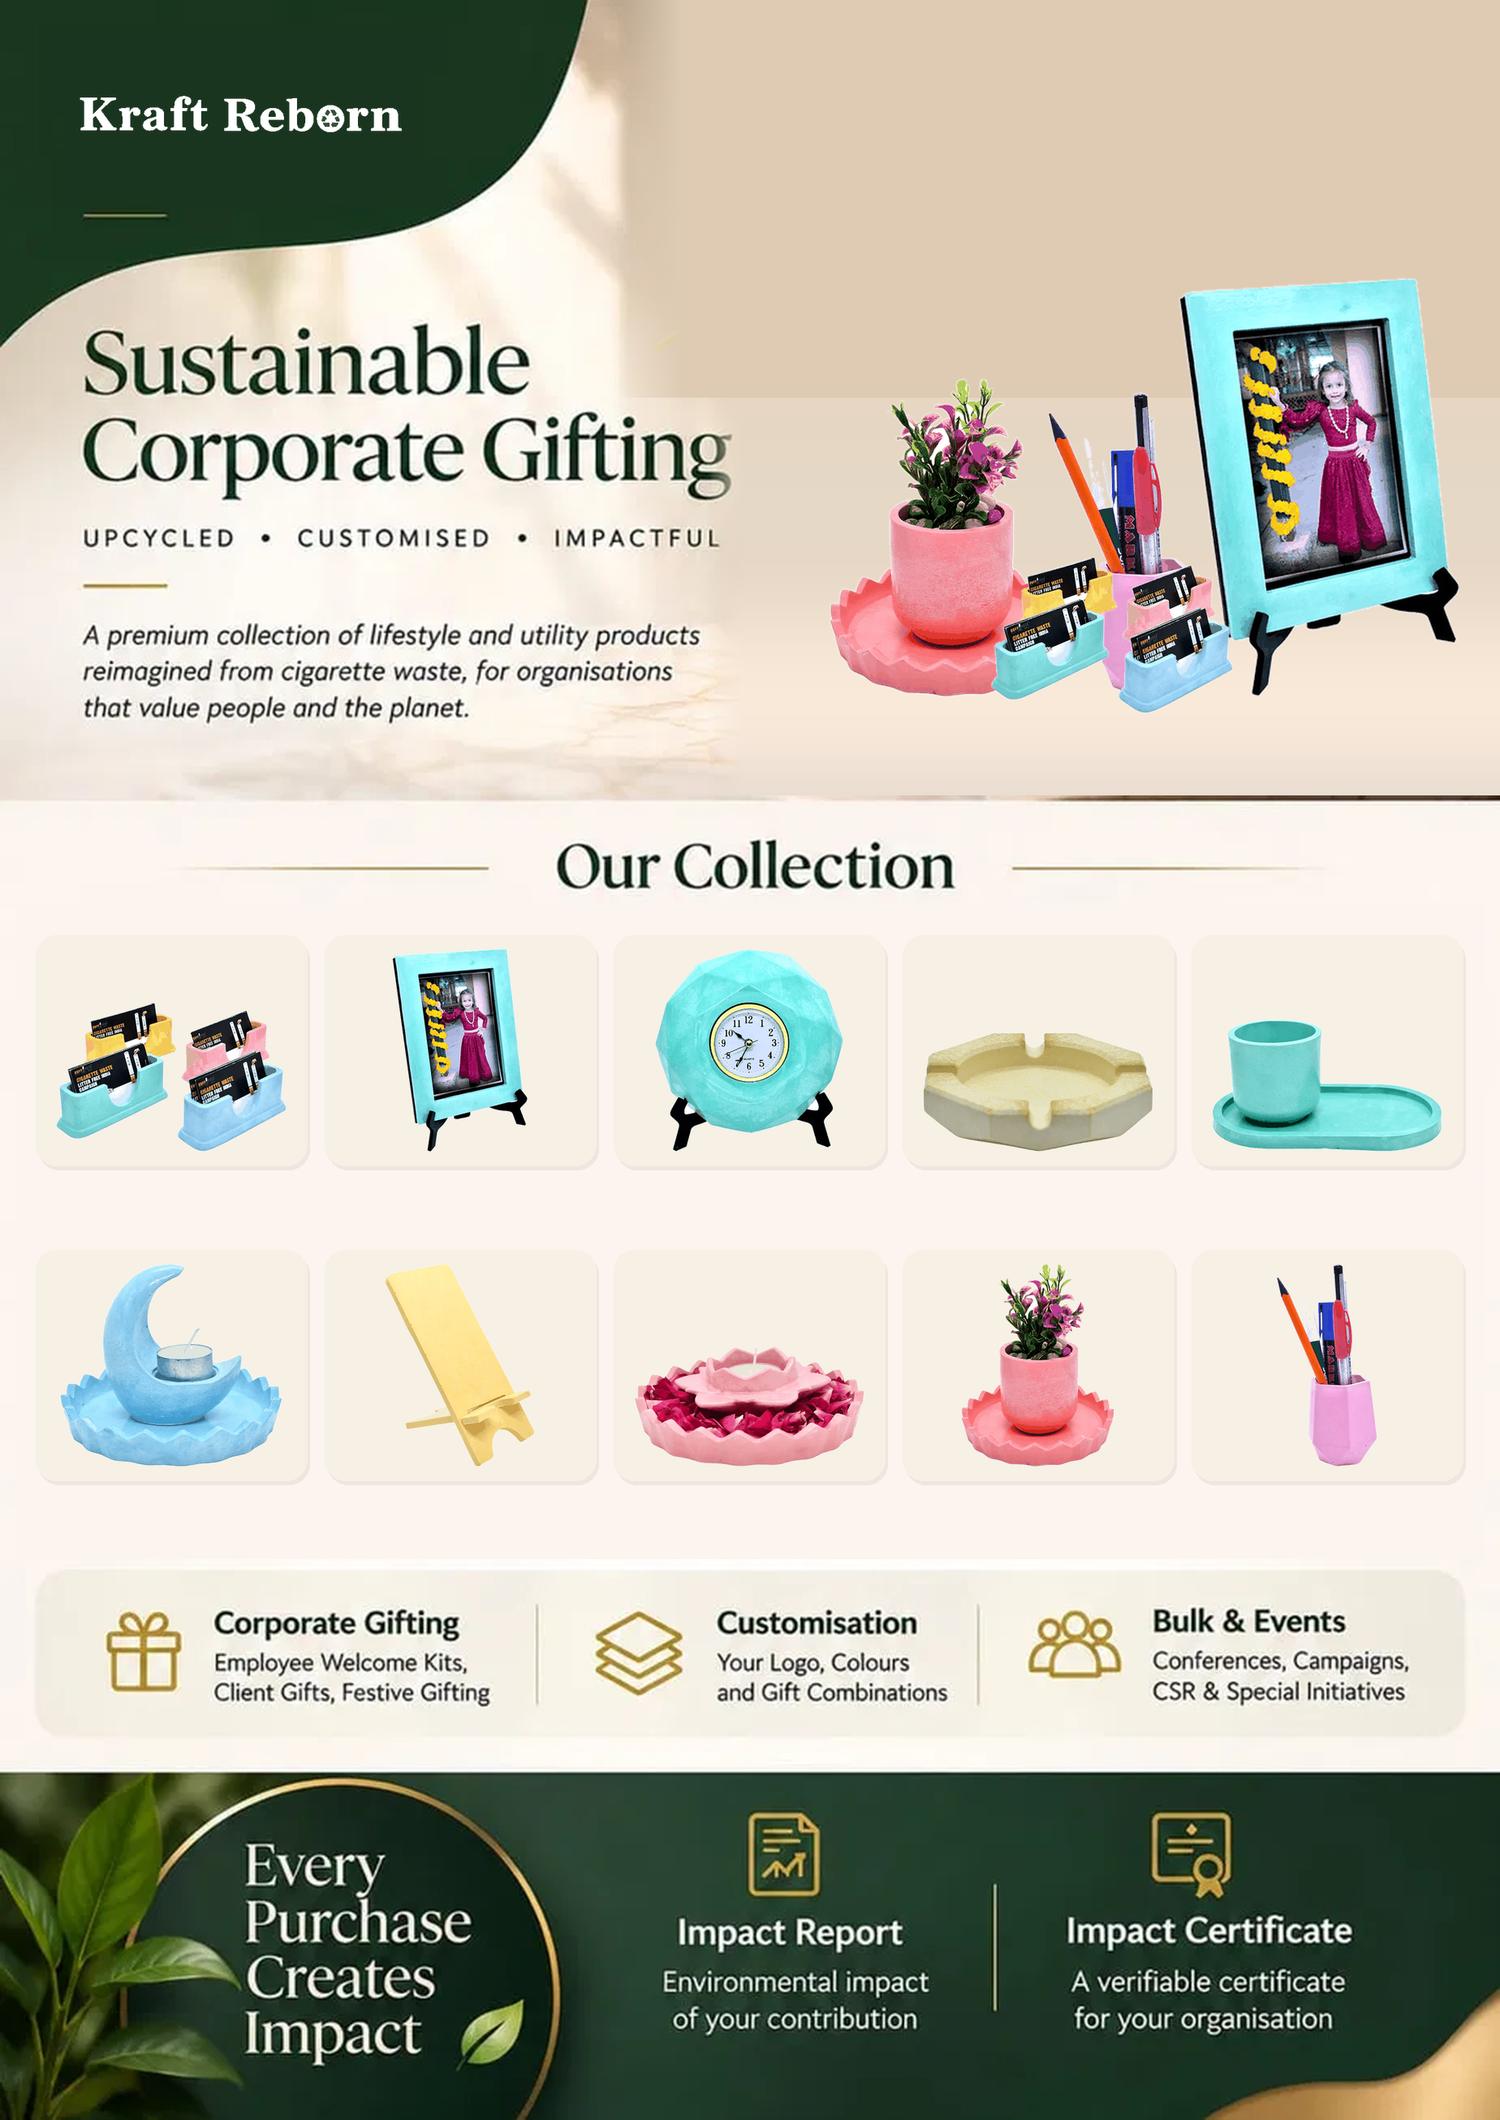 Kraft Reborn
Sustainable
Corporate Gifting
UPCYCLED • CUSTOMISED • IMPACTFUL
A premium collection of lifestyle and utility products
reimagined from cigarette waste, for organisations
that value people and the planet.
Our Collection
Corporate Gifting
Employee Welcome Kits,
Client Gifts, Festive Gifting
Customisation
Your Logo, Colours
and Gift Combinations
Bulk & Events
Conferences, Campaigns,
CSR & Special Initiatives
Every
Purchase
Creates
Impact
Impact Report
Environmental impact
of your contribution
Impact Certificate
A verifiable certificate
for your organisation